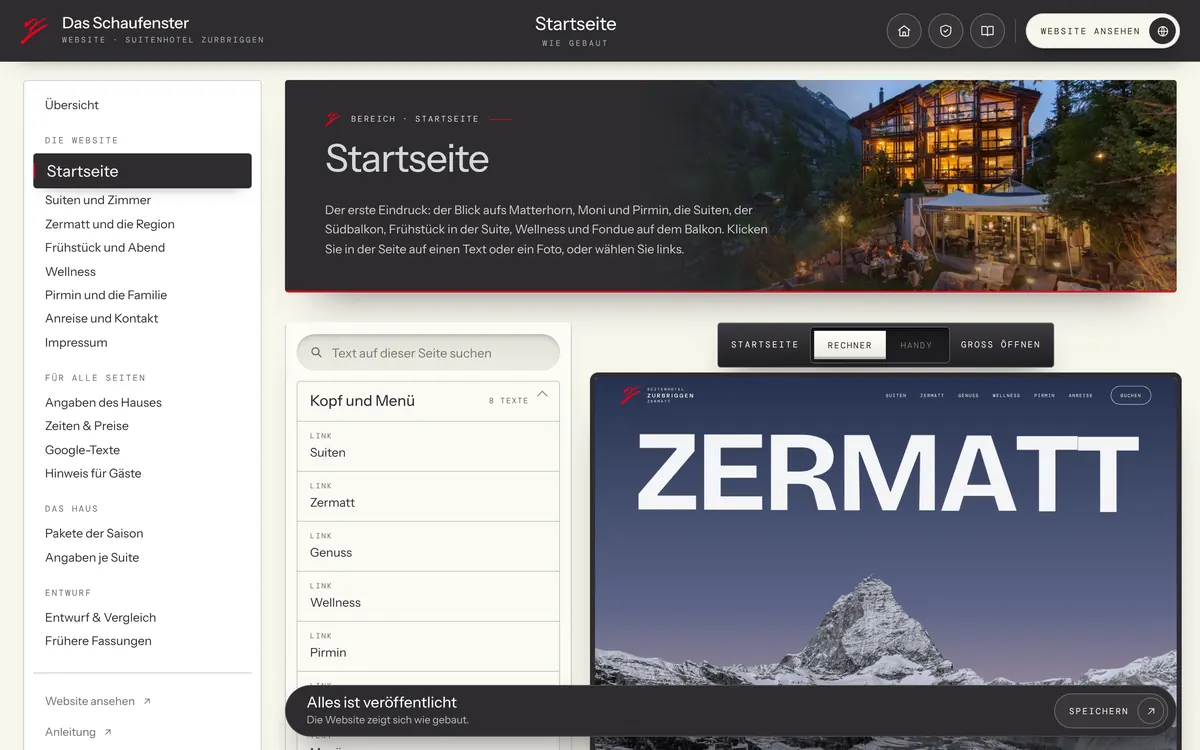 Das Schaufenster
WEBSITE · SUITENHOTEL ZURBRIGGEN
Startseite
WIE GEBAUT
WEBSITE ANSEHEN
Übersicht
DIE WEBSITE
Startseite
Suiten und Zimmer
Zermatt und die Region
Frühstück und Abend
Wellness
Pirmin und die Familie
Anreise und Kontakt
Impressum
FÜR ALLE SEITEN
Angaben des Hauses
Zeiten & Preise
Google-Texte
Hinweis für Gäste
DAS HAUS
Pakete der Saison
Angaben je Suite
ENTWURF
Entwurf & Vergleich
Frühere Fassungen
Website ansehen
Anleitung
BEREICH · STARTSEITE
Startseite
Der erste Eindruck: der Blick aufs Matterhorn, Moni und Pirmin, die Suiten, der
Südbalkon, Frühstück in der Suite, Wellness und Fondue auf dem Balkon. Klicken
Sie in der Seite auf einen Text oder ein Foto, oder wählen Sie links.
Text auf dieser Seite suchen
Kopf und Menü
8 TEXTE
LINK
Suiten
LINK
Zermatt
LINK
Genuss
LINK
Wellness
LINK
Pirmin
STARTSEITE
RECHNER
HANDY
GROSS ÖFFNEN
SUITENHOTEL
ZURBRIGGEN
ZERMATT
SUITEN
ZERMATT
GENUSS
WELLNESS
PIRMIN
ANREISE
BUCHEN
ZERMATT
Alles ist veröffentlicht
Die Website zeigt sich wie gebaut.
SPEICHERN